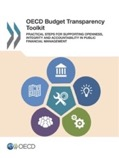 OECD Budget Transparency
Toolkit
PRACTICAL STEPS FOR SUPPORTING OPENNESS,
INTEGRITY AND ACCOUNTABILITY IN PUBLIC
FINANCIAL MANAGEMENT
OECD